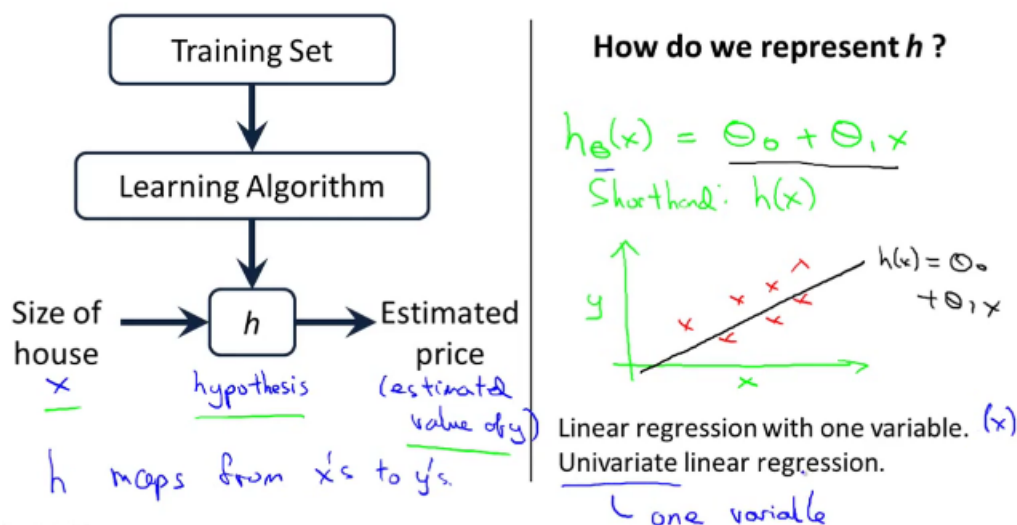 Training Set
Learning Algorithm
Size of
house
h
Estimated
price
x
hypothesis
(estimated
value of y)
h maps from x's to y's.
How do we represent h ?
hθ(x) = θ₀ + θ₁x
Shorthand: h(x)
y
x
h(x) = θ₀
+ θ₁x
Linear regression with one variable. (x)
Univariate linear regression.
one variable